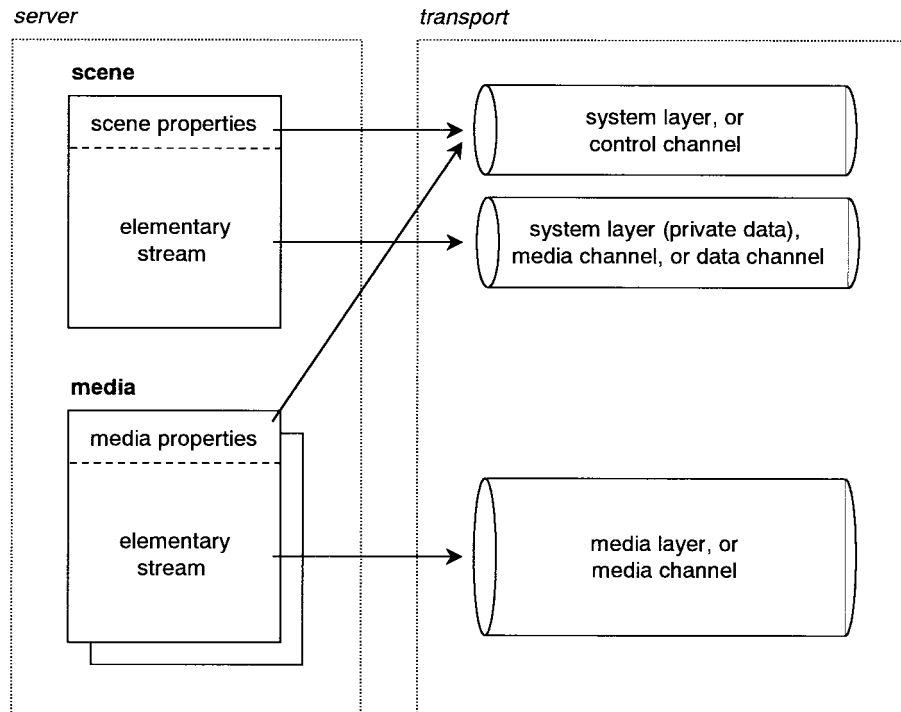 server
transport
scene
scene properties
elementary
stream
system layer, or
control channel
system layer (private data),
media channel, or data channel
media
media properties
elementary
stream
media layer, or
media channel